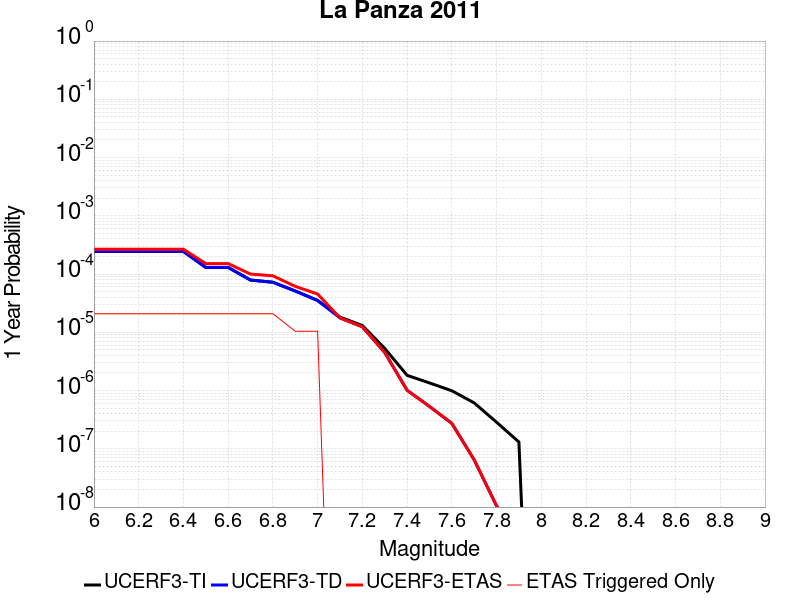 La Panza 2011
1 Year Probability
10^0
10^-1
10^-2
10^-3
10^-4
10^-5
10^-6
10^-7
10^-8
6 6.2 6.4 6.6 6.8 7 7.2 7.4 7.6 7.8 8 8.2 8.4 8.6 8.8 9
Magnitude
UCERF3-TI UCERF3-TD UCERF3-ETAS ETAS Triggered Only